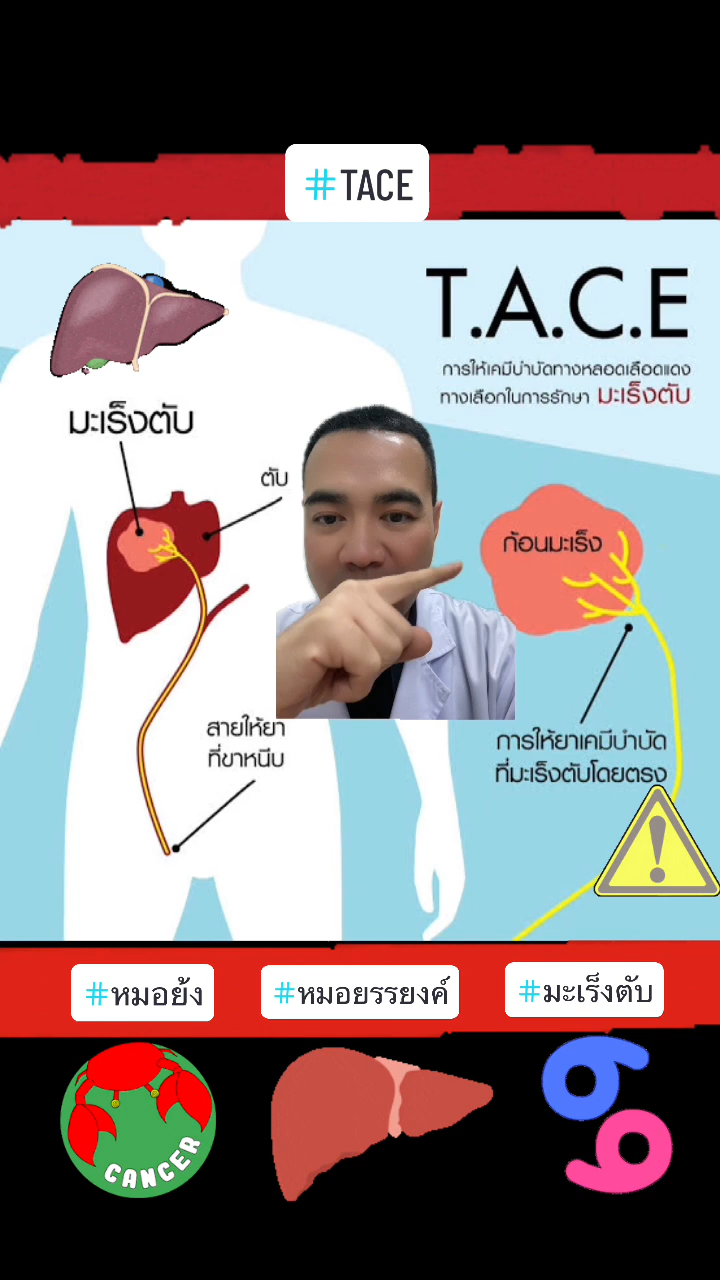 #TACE
T.A.C.E
การให้เคมีบำบัดทางหลอดเลือดแดง
ทางเลือกในการรักษา มะเร็งตับ
มะเร็งตับ
ตับ
ก้อนมะเร็ง
สายให้ยา
ที่ขาหนีบ
การให้ยาเคมีบำบัด
ที่มะเร็งตับโดยตรง
#หมอย้ง
#หมอยรรยงค์
#มะเร็งตับ
CANCER